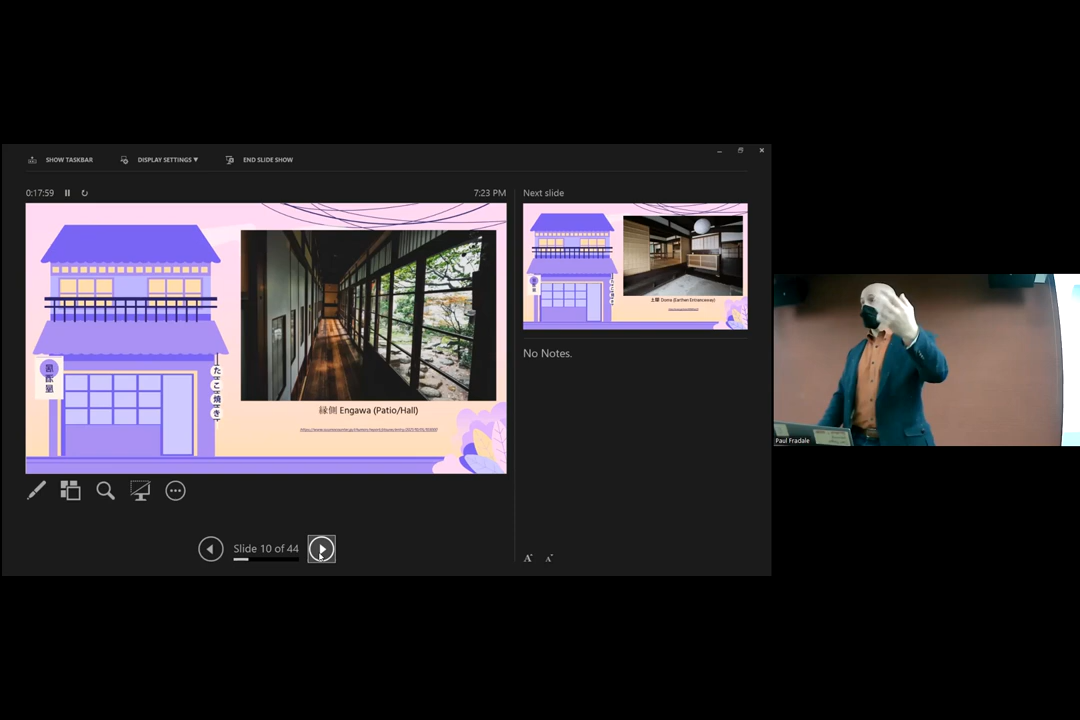 SHOW TASKBAR
DISPLAY SETTINGS ▼
END SLIDE SHOW
0:17:59
7:23 PM
Next slide
たこ焼き
縁側 Engawa (Patio/Hall)
土間 Doma (Earthen Entranceway)
No Notes.
Slide 10 of 44
A
A
Paul Fradale